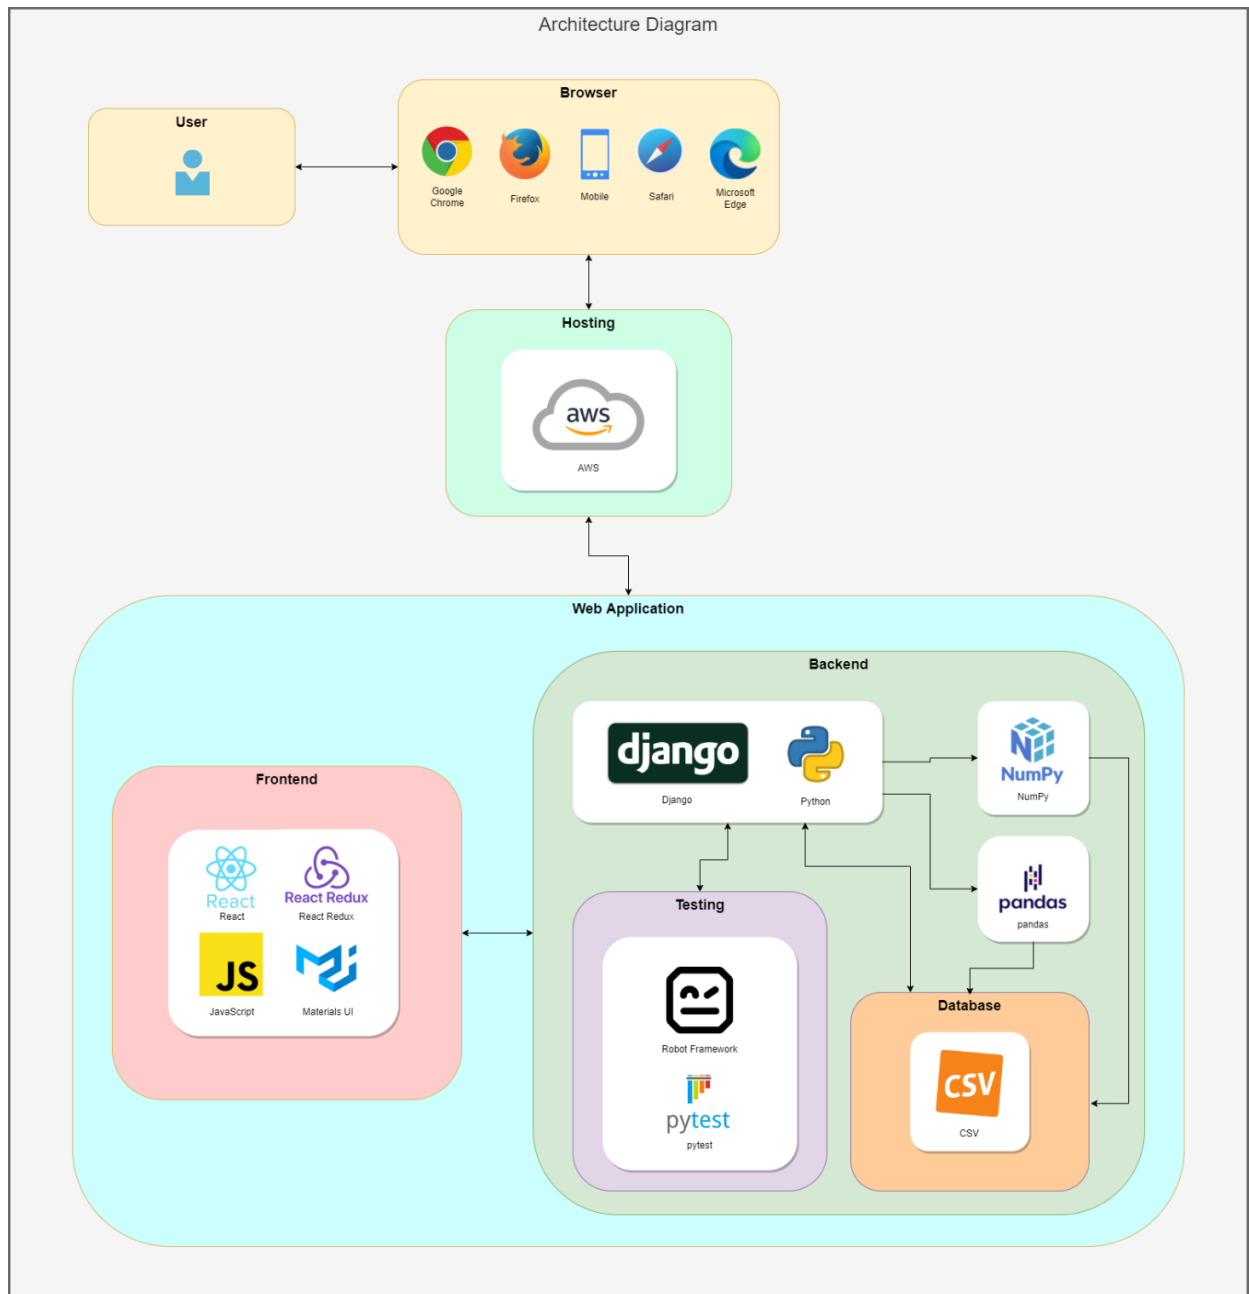 Architecture Diagram
User
Browser
Google
Chrome
Firefox
Mobile
Safari
Microsoft
Edge
Hosting
aws
AWS
Web Application
Backend
django
Django
Python
NumPy
NumPy
Frontend
React
React
React Redux
React Redux
JS
JavaScript
Materials UI
pandas
pandas
Testing
Robot Framework
pytest
pytest
Database
CSV
CSV